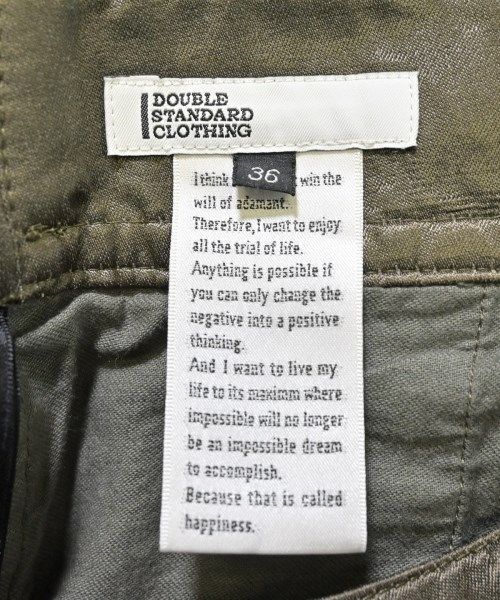 DOUBLE
STANDARD
CLOTHING
36
I think win the
will of adamant.
Therefore, I want to enjoy
all the trial of life.
Anything is possible if
you can only change the
negative into a positive
thinking.
And I want to live my
life to its maximm where
impossible will no longer
be an impossible dream
to accomplish.
Because that is called
happiness.